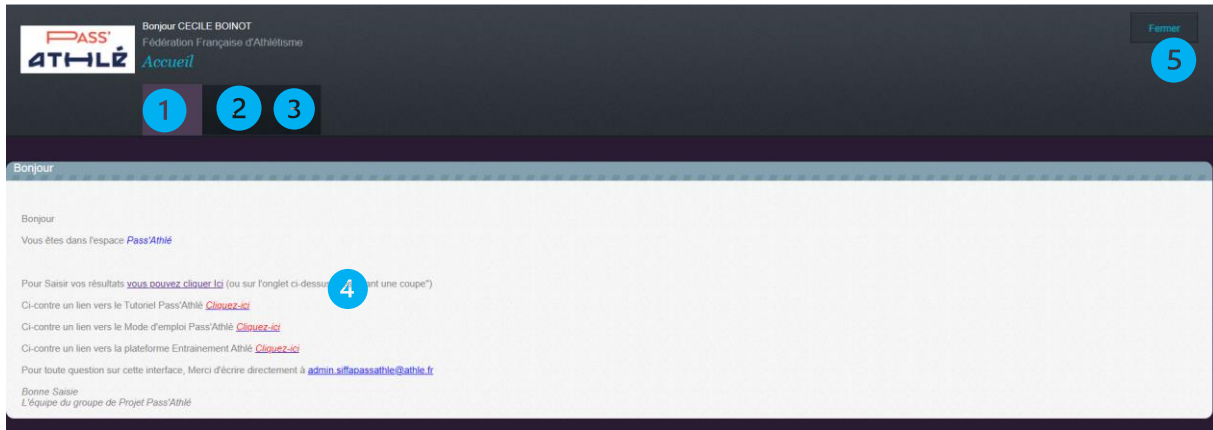 PASS'
ATHLÉ
Bonjour CECILE BOINOT
Fédération Française d'Athlétisme
Accueil
Fermer
5
1
2
3
Bonjour
Bonjour
Vous êtes dans l'espace Pass'Athlé
Pour Saisir vos résultats vous pouvez cliquer Ici (ou sur l'onglet ci-dessus 4 ant une coupe")
Ci-contre un lien vers le Tutoriel Pass'Athlé Cliquez-ici
Ci-contre un lien vers le Mode d'emploi Pass'Athlé Cliquez-ici
Ci-contre un lien vers la plateforme Entrainement Athlé Cliquez-ici
Pour toute question sur cette interface, Merci d'écrire directement à admin.siffapassathle@athle.fr
Bonne Saisie
L'équipe du groupe de Projet Pass'Athlé